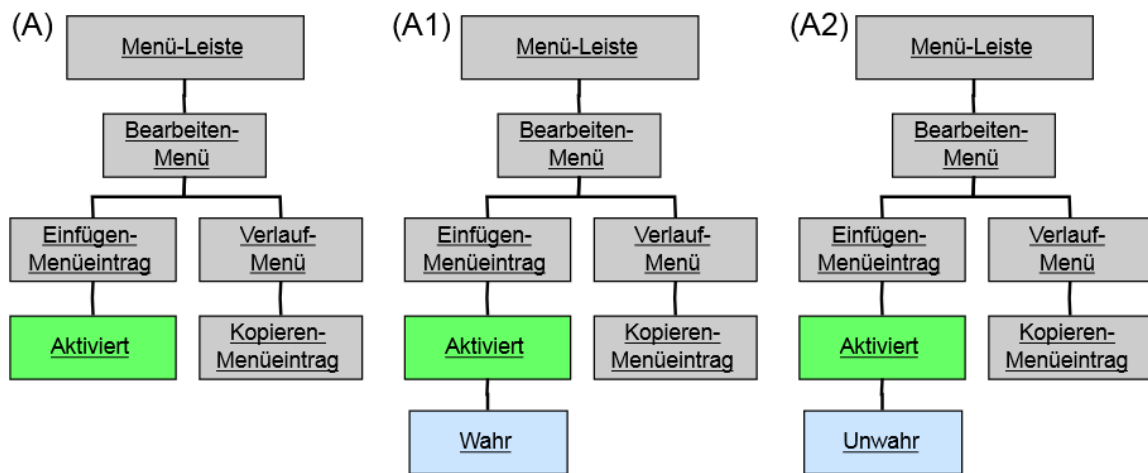 (A)
Menü-Leiste
Bearbeiten-
Menü
Einfügen-
Menüeintrag
Verlauf-
Menü
Aktiviert
Kopieren-
Menüeintrag
(A1)
Menü-Leiste
Bearbeiten-
Menü
Einfügen-
Menüeintrag
Verlauf-
Menü
Aktiviert
Kopieren-
Menüeintrag
Wahr
(A2)
Menü-Leiste
Bearbeiten-
Menü
Einfügen-
Menüeintrag
Verlauf-
Menü
Aktiviert
Kopieren-
Menüeintrag
Unwahr